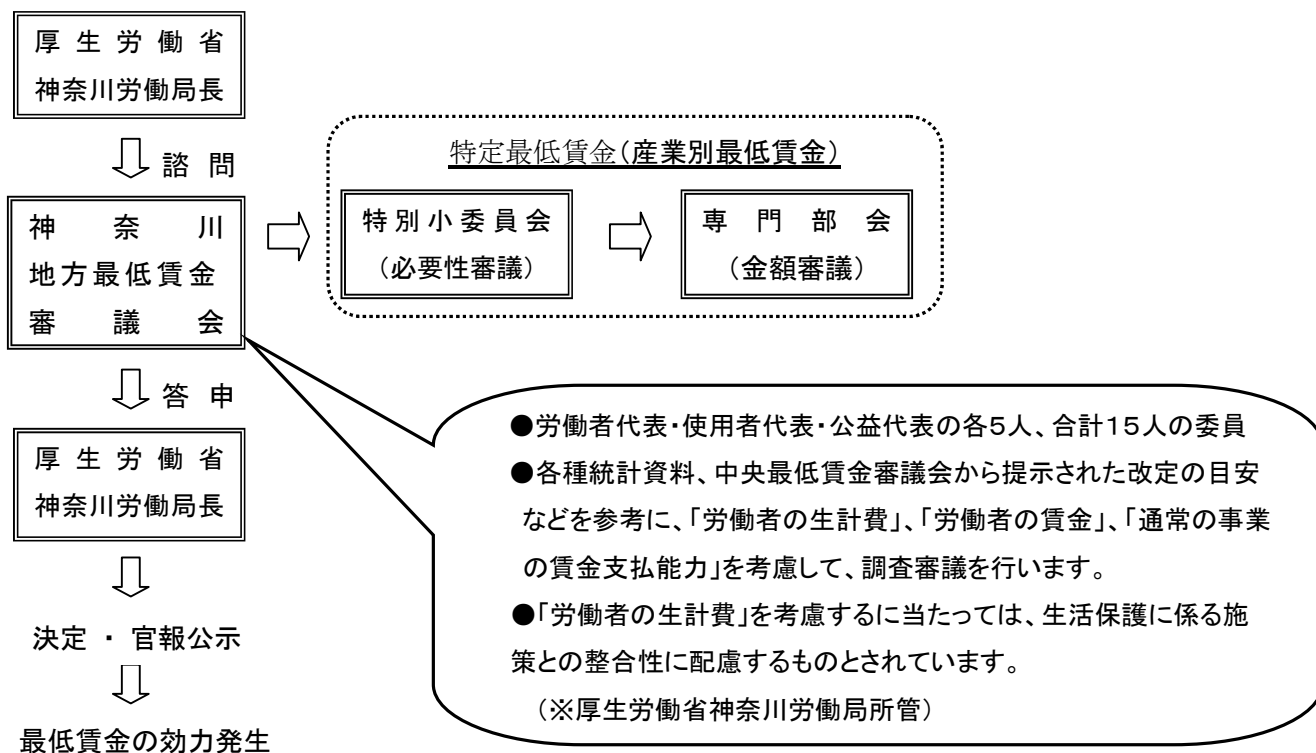 厚生労働省
神奈川労働局長
諮問
特定最低賃金(産業別最低賃金)
神奈川
地方最低賃金
審議会
特別小委員会
(必要性審議)
専門部会
(金額審議)
答申
厚生労働省
神奈川労働局長
決定・官報公示
最低賃金の効力発生
●労働者代表・使用者代表・公益代表の各5人、合計15人の委員
●各種統計資料、中央最低賃金審議会から提示された改定の目安
などを参考に、「労働者の生計費」、「労働者の賃金」、「通常の事業
の賃金支払能力」を考慮して、調査審議を行います。
●「労働者の生計費」を考慮するに当たっては、生活保護に係る施
策との整合性に配慮するものとされています。
(※厚生労働省神奈川労働局所管)